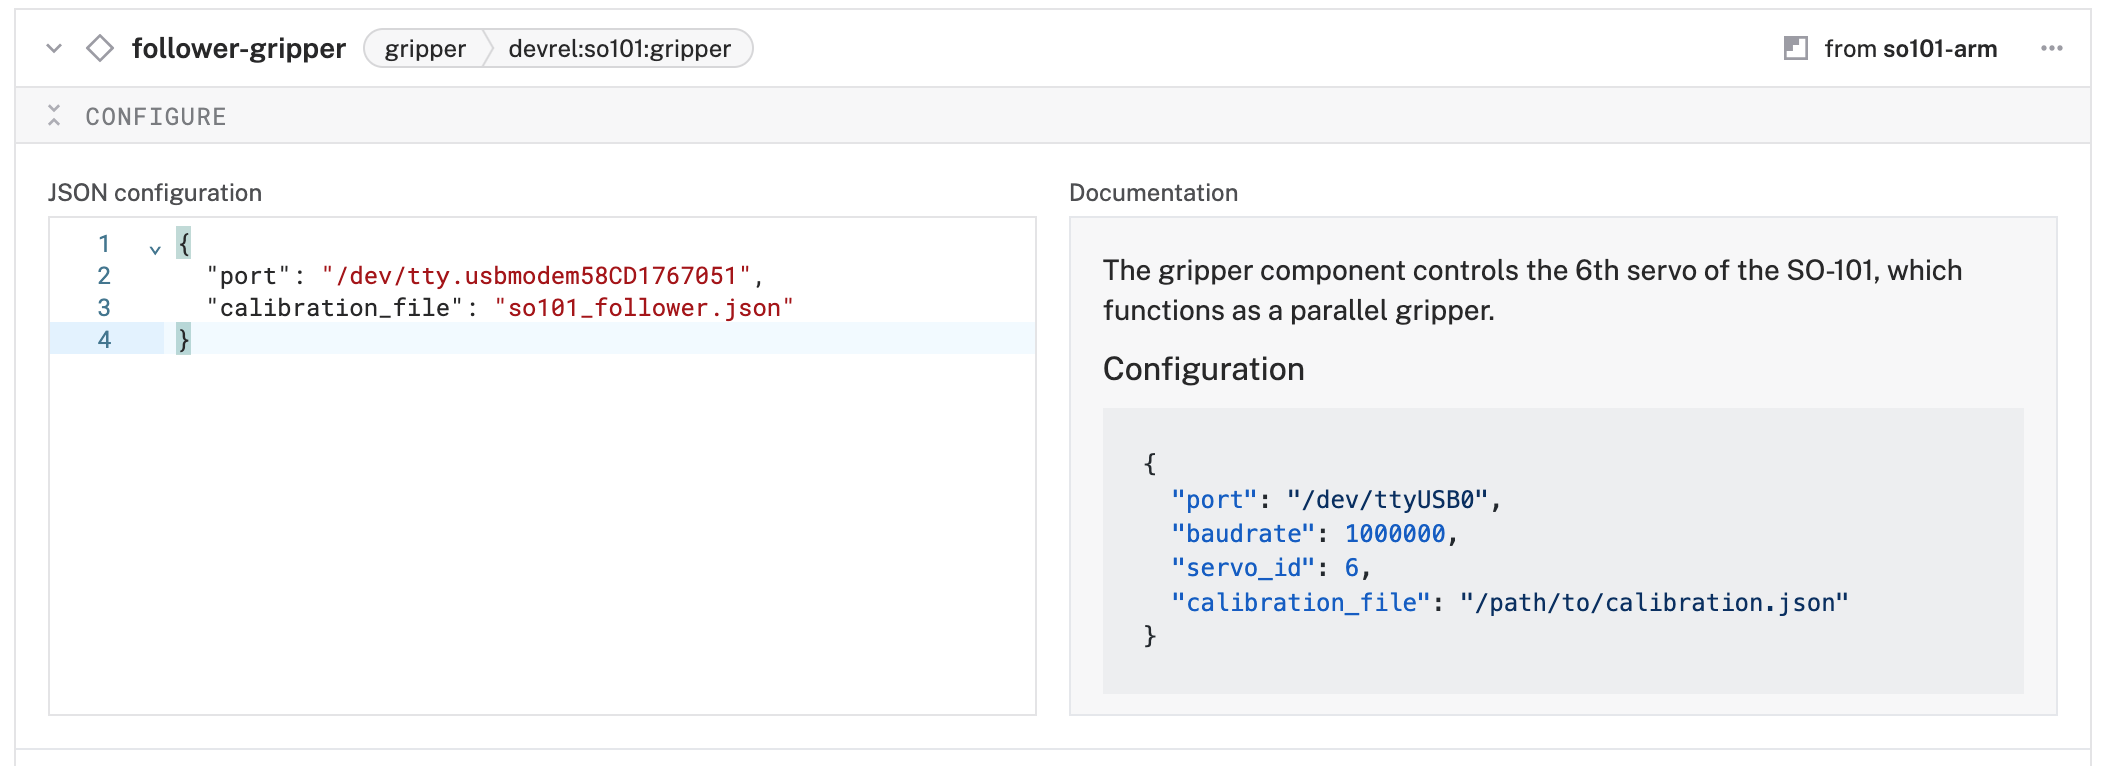 follower-gripper gripper devrel:so101:gripper from so101-arm
CONFIGURE
JSON configuration
1 {
2 "port": "/dev/tty.usbmodem58CD1767051",
3 "calibration_file": "so101_follower.json"
4 }
Documentation
The gripper component controls the 6th servo of the SO-101, which
functions as a parallel gripper.
Configuration
{
"port": "/dev/ttyUSB0",
"baudrate": 1000000,
"servo_id": 6,
"calibration_file": "/path/to/calibration.json"
}